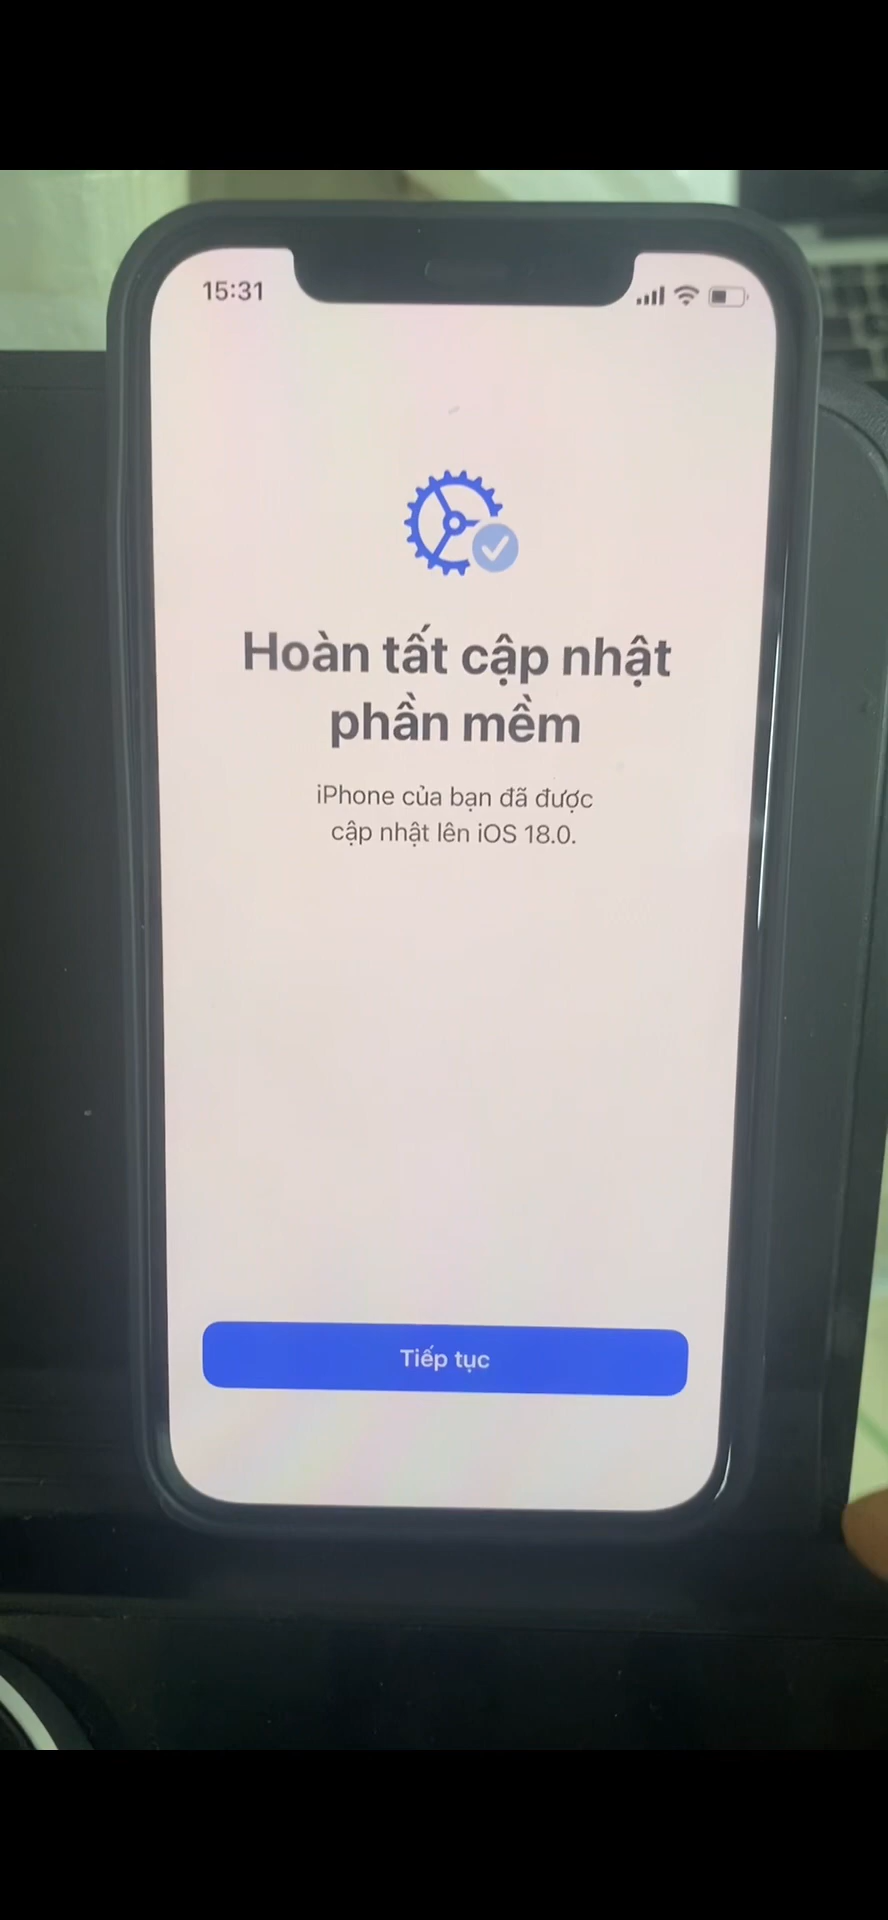 15:31
Hoàn tất cập nhật
phần mềm
iPhone của bạn đã được
cập nhật lên iOS 18.0.
Tiếp tục